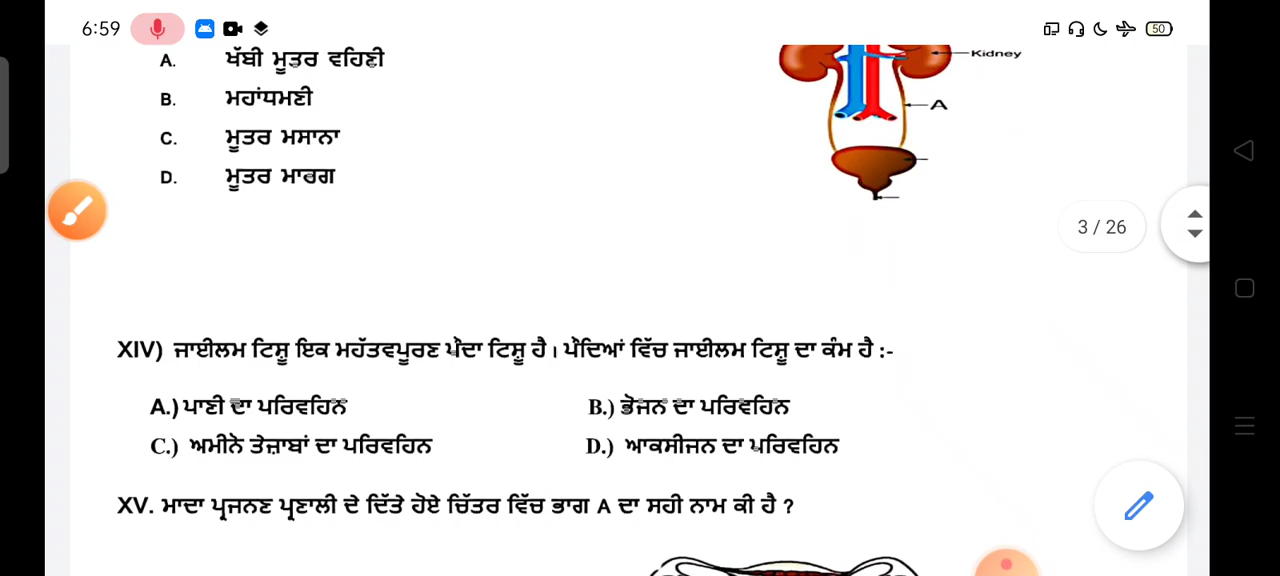 6:59
50
A. ਖੱਬੀ ਮੂਤਰ ਵਹਿਣੀ
B. ਮਹਾਂਧਮਣੀ
C. ਮੂਤਰ ਮਸਾਨਾ
D. ਮੂਤਰ ਮਾਰਗ
Kidney
A
3 / 26
XIV) ਜਾਈਲਮ ਟਿਸ਼ੂ ਇਕ ਮਹੱਤਵਪੂਰਣ ਪੌਦਾ ਟਿਸ਼ੂ ਹੈ। ਪੌਦਿਆਂ ਵਿੱਚ ਜਾਈਲਮ ਟਿਸ਼ੂ ਦਾ ਕੰਮ ਹੈ :-
A.) ਪਾਣੀ ਦਾ ਪਰਿਵਹਿਨ B.) ਭੋਜਨ ਦਾ ਪਰਿਵਹਿਨ
C.) ਅਮੀਨੋ ਤੇਜ਼ਾਬਾਂ ਦਾ ਪਰਿਵਹਿਨ D.) ਆਕਸੀਜਨ ਦਾ ਪਰਿਵਹਿਨ
XV. ਮਾਦਾ ਪ੍ਰਜਨਣ ਪ੍ਰਣਾਲੀ ਦੇ ਦਿੱਤੇ ਹੋਏ ਚਿੱਤਰ ਵਿੱਚ ਭਾਗ A ਦਾ ਸਹੀ ਨਾਮ ਕੀ ਹੈ ?